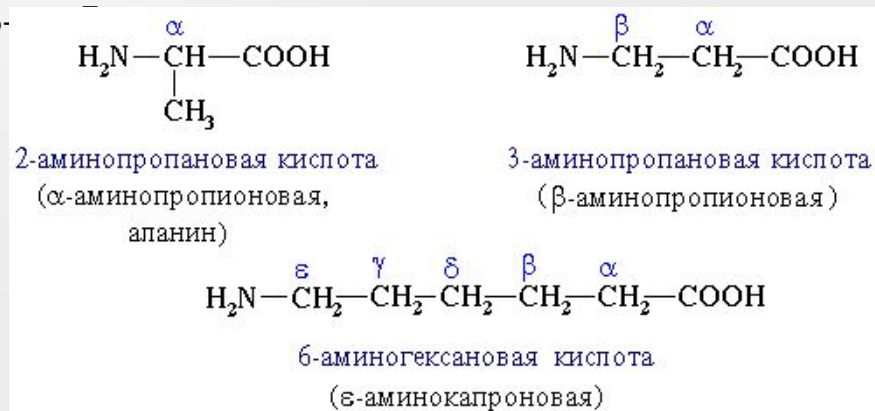 α
H₂N—CH—COOH
CH₃
2-аминопропановая кислота
(α-аминопропионовая,
аланин)
β α
H₂N—CH₂—CH₂—COOH
3-аминопропановая кислота
(β-аминопропионовая)
ε γ δ β α
H₂N—CH₂—CH₂—CH₂—CH₂—CH₂—COOH
6-аминогексановая кислота
(ε-аминокапроновая)